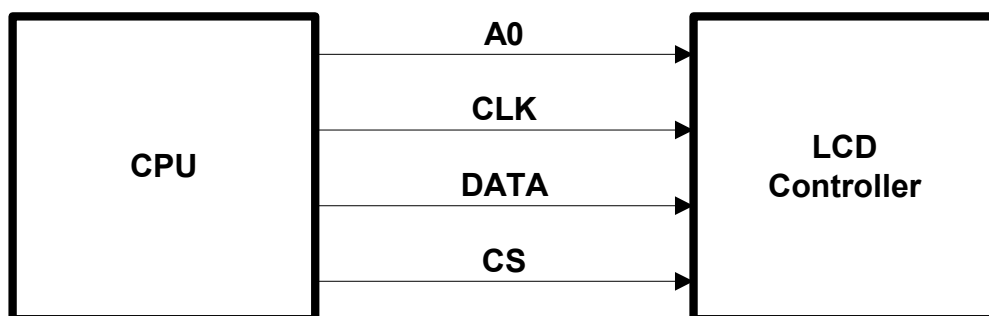 A0
CLK
CPU
DATA
CS
LCD
Controller